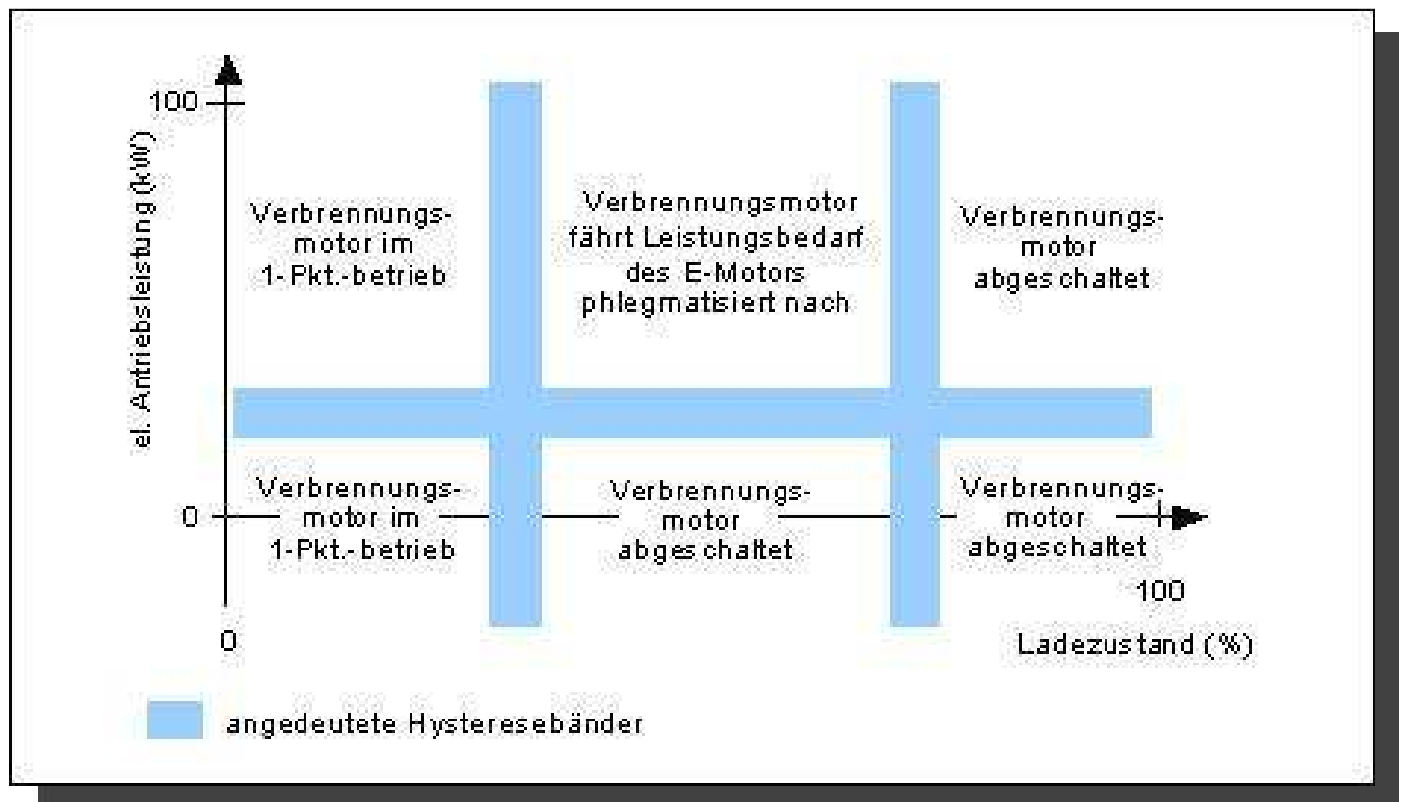 100
el. Antriebsleistung (kW)
Verbrennungs-
motor im
1-Pkt.-betrieb
Verbrennungsmotor
fährt Leistungsbedarf
des E-Motors
phlegmatisiert nach
Verbrennungs-
motor
abgeschaltet
0
Verbrennungs-
motor im
1-Pkt.-betrieb
Verbrennungs-
motor
abgeschaltet
Verbrennungs-
motor
abgeschaltet
100
0
Ladezustand (%)
angedeutete Hysteresebänder